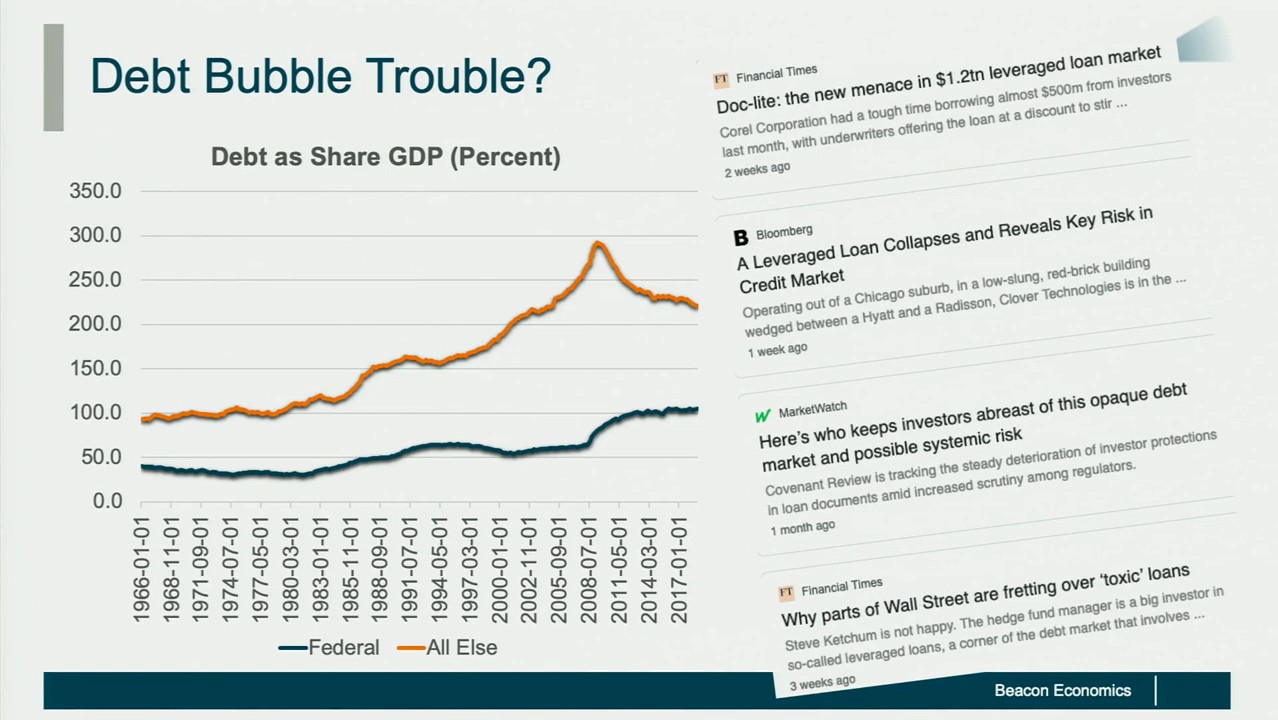 Debt Bubble Trouble?
Debt as Share GDP (Percent)
350.0
300.0
250.0
200.0
150.0
100.0
50.0
0.0
1966-01-01
1968-11-01
1971-09-01
1974-07-01
1977-05-01
1980-03-01
1983-01-01
1985-11-01
1988-09-01
1991-07-01
1994-05-01
1997-03-01
2000-01-01
2002-11-01
2005-09-01
2008-07-01
2011-05-01
2014-03-01
2017-01-01
Federal
All Else
FT Financial Times
Doc-lite: the new menace in $1.2tn leveraged loan market
Corel Corporation had a tough time borrowing almost $500m from investors
last month, with underwriters offering the loan at a discount to stir ...
2 weeks ago
B Bloomberg
A Leveraged Loan Collapses and Reveals Key Risk in
Credit Market
Operating out of a Chicago suburb, in a low-slung, red-brick building
wedged between a Hyatt and a Radisson, Clover Technologies is in the ...
1 week ago
W MarketWatch
Here's who keeps investors abreast of this opaque debt
market and possible systemic risk
Covenant Review is tracking the steady deterioration of investor protections
in loan documents amid increased scrutiny among regulators.
1 month ago
FT Financial Times
Why parts of Wall Street are fretting over 'toxic' loans
Steve Ketchum is not happy. The hedge fund manager is a big investor in
so-called leveraged loans, a corner of the debt market that involves ...
3 weeks ago
Beacon Economics